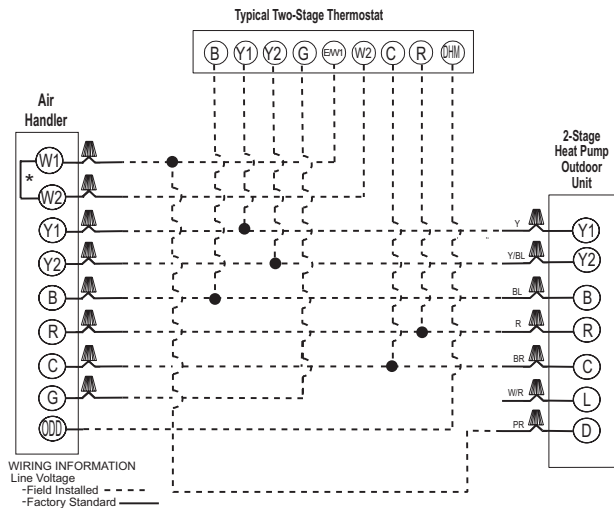 Typical Two-Stage Thermostat
B Y1 Y2 G E/W1 W2 C R DHM
Air
Handler
W1
*
W2
Y1
Y2
B
R
C
G
ODD
2-Stage
Heat Pump
Outdoor
Unit
Y Y1
Y/BL Y2
BL B
R R
BR C
W/R L
PR D
WIRING INFORMATION
Line Voltage
-Field Installed
-Factory Standard